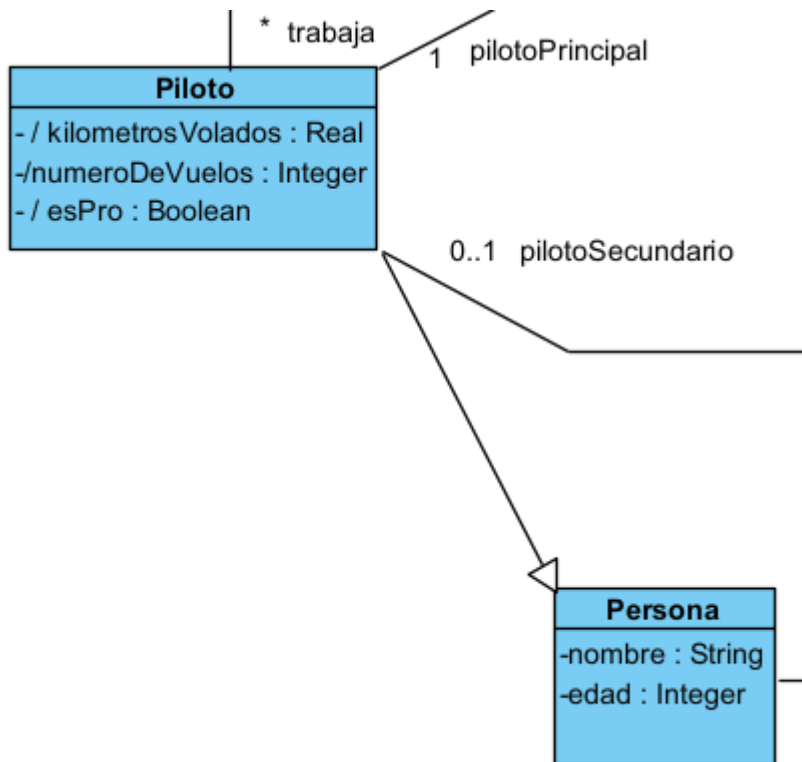 * trabaja
1 pilotoPrincipal
Piloto
- / kilometrosVolados : Real
-/numeroDeVuelos : Integer
- / esPro : Boolean
0..1 pilotoSecundario
Persona
-nombre : String
-edad : Integer